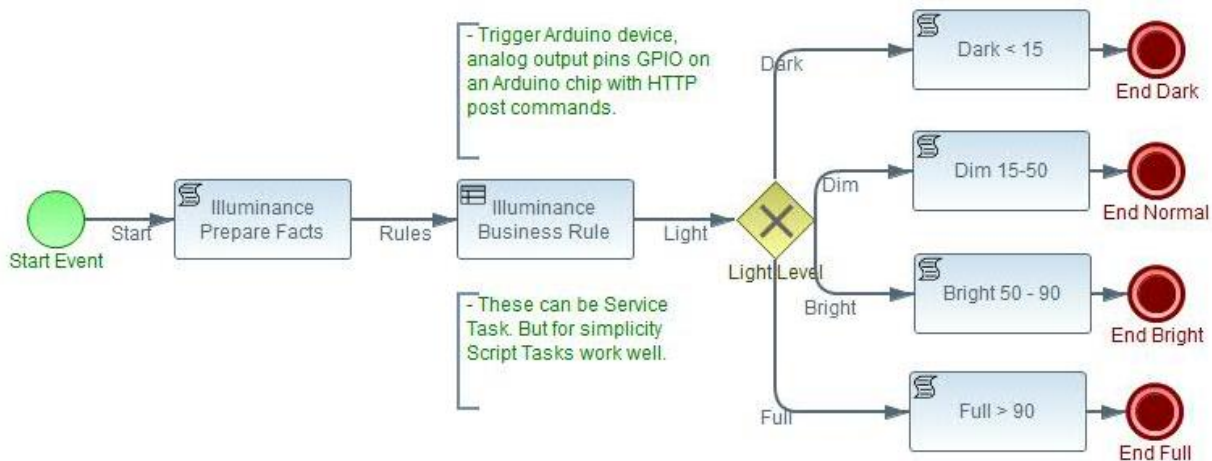 - Trigger Arduino device,
analog output pins GPIO on
an Arduino chip with HTTP
post commands.
Start Event
Start
Illuminance
Prepare Facts
Rules
Illuminance
Business Rule
Light
Light Level
- These can be Service
Task. But for simplicity
Script Tasks work well.
Dark
Dark < 15
End Dark
Dim
Dim 15-50
End Normal
Bright
Bright 50 - 90
End Bright
Full
Full > 90
End Full